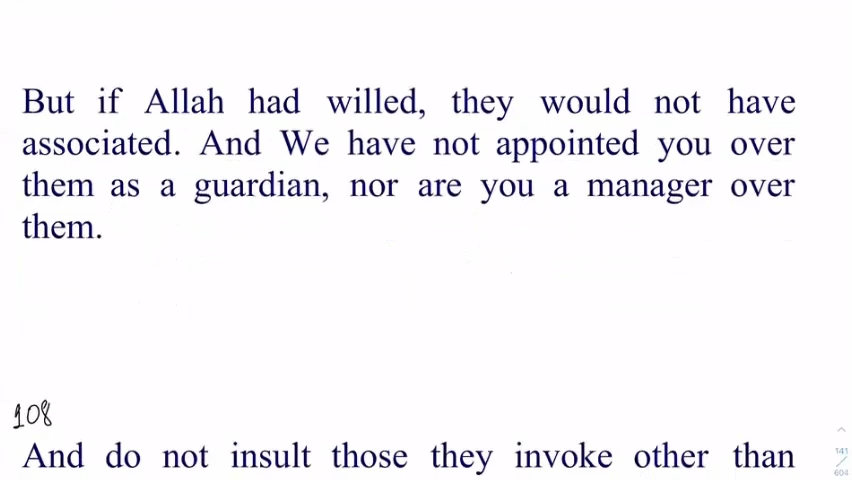 But if Allah had willed, they would not have
associated. And We have not appointed you over
them as a guardian, nor are you a manager over
them.
108
And do not insult those they invoke other than
141
604